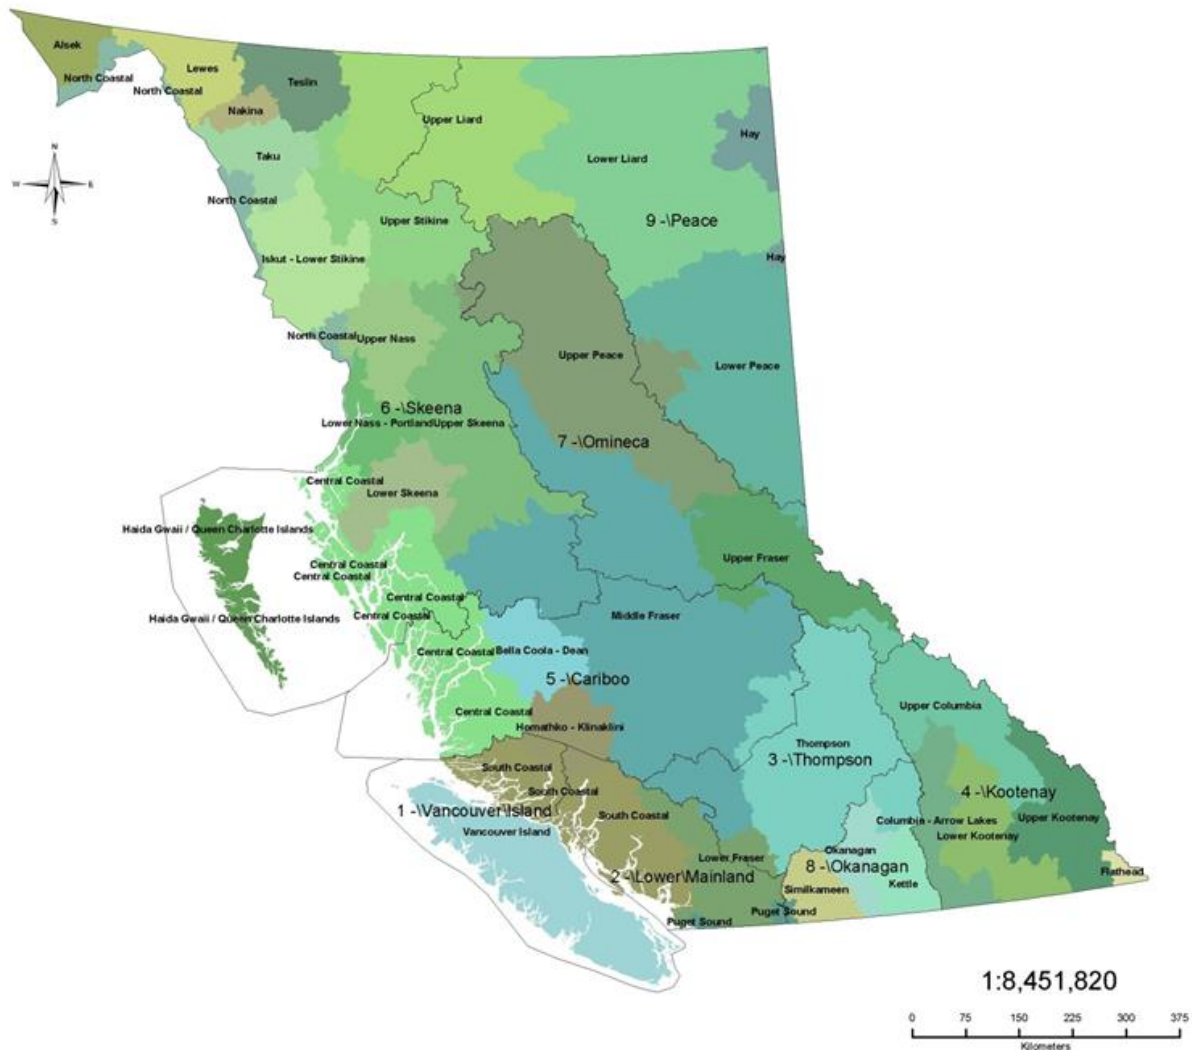 Alsek
North Coastal
Lewes
North Coastal
Teslin
Nakina
Upper Liard
Hay
Taku
Lower Liard
N
W
E
S
North Coastal
Upper Stikine
9 -\Peace
Iskut - Lower Stikine
Hay
North Coastal
Upper Nass
Upper Peace
Lower Peace
6 -\Skeena
Lower Nass - Portland
Upper Skeena
7 -\Omineca
Central Coastal
Lower Skeena
Haida Gwaii / Queen Charlotte Islands
Upper Fraser
Central Coastal
Central Coastal
Central Coastal
Central Coastal
Haida Gwaii / Queen Charlotte Islands
Middle Fraser
Central Coastal
Bella Coola - Dean
5 -\Cariboo
Upper Columbia
Central Coastal
Homathko - Klinaklini
Thompson
3 -\Thompson
South Coastal
South Coastal
4 -\Kootenay
1 -\Vancouver\Island
South Coastal
Upper Kootenay
Columbia - Arrow Lakes
Vancouver Island
Lower Kootenay
Okanagan
Lower Fraser
8 -\Okanagan
Flathead
2 -\Lower\Mainland
Kettle
Similkameen
Puget Sound
Puget Sound
1:8,451,820
0 75 150 225 300 375
Kilometers